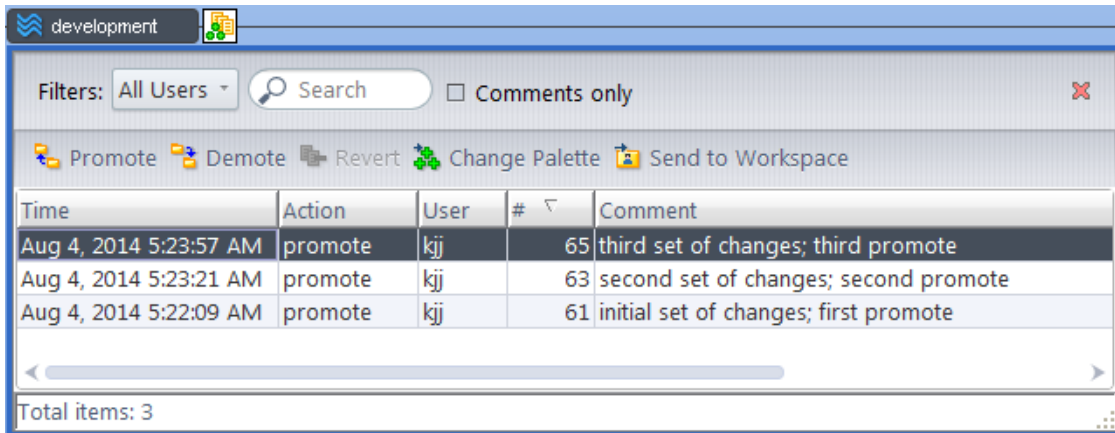 development
Filters: All Users Search Comments only
Promote Demote Revert Change Palette Send to Workspace
Time Action User # Comment
Aug 4, 2014 5:23:57 AM promote kjj 65 third set of changes; third promote
Aug 4, 2014 5:23:21 AM promote kjj 63 second set of changes; second promote
Aug 4, 2014 5:22:09 AM promote kjj 61 initial set of changes; first promote
Total items: 3